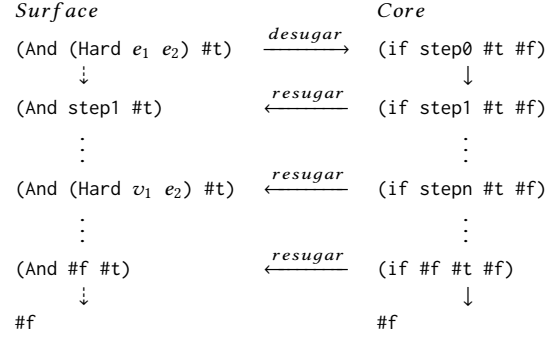 Surface Core
(And (Hard e₁ e₂) #t) desugar (if step0 #t #f)
(And step1 #t) resugar (if step1 #t #f)
(And (Hard v₁ e₂) #t) resugar (if stepn #t #f)
(And #f #t) resugar (if #f #t #f)
#f #f